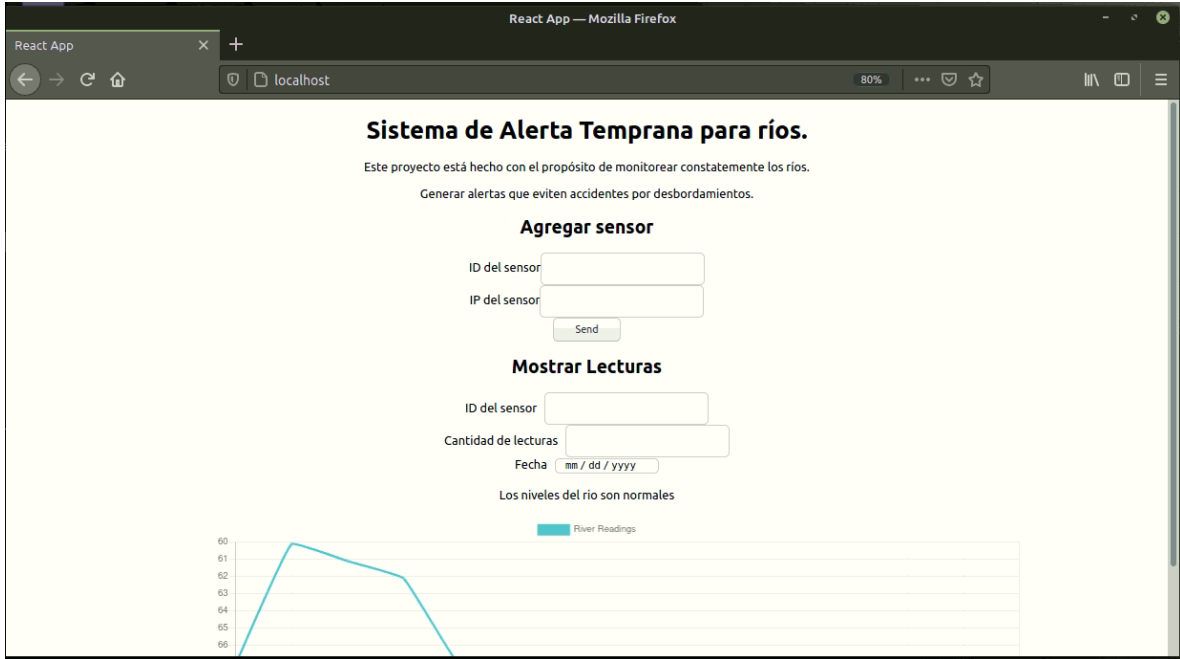 React App — Mozilla Firefox
React App
localhost
80%
Sistema de Alerta Temprana para ríos.
Este proyecto está hecho con el propósito de monitorear constatemente los ríos.
Generar alertas que eviten accidentes por desbordamientos.
Agregar sensor
ID del sensor
IP del sensor
Send
Mostrar Lecturas
ID del sensor
Cantidad de lecturas
Fecha mm / dd / yyyy
Los niveles del rio son normales
River Readings
60
61
62
63
64
65
66